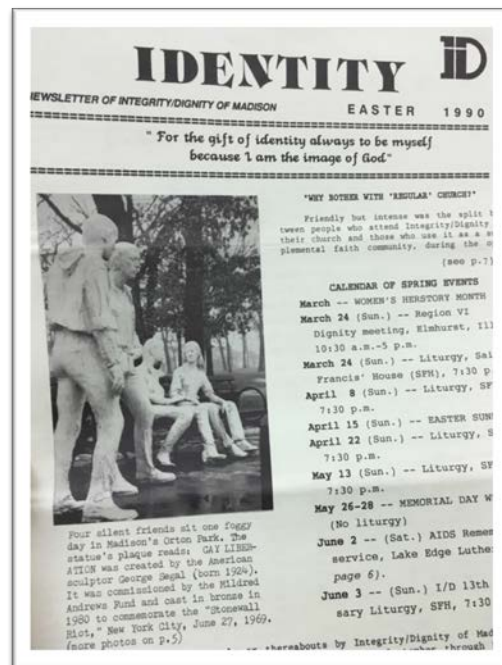 IDENTITY
iD
NEWSLETTER OF INTEGRITY/DIGNITY OF MADISON
EASTER 1990
" For the gift of identity always to be myself
because I am the image of God"
"WHY BOTHER WITH 'REGULAR' CHURCH?"
Friendly but intense was the split
tween people who attend Integrity/Dignity
their church and those who use it as a
plemental faith community, during the
(see p.7)
CALENDAR OF SPRING EVENTS
March -- WOMEN'S HERSTORY MONTH
March 24 (Sun.) -- Region VI
Dignity meeting, Elmhurst, Ill
10:30 a.m.-5 p.m.
March 24 (Sun.) -- Liturgy, Sai
Francis' House (SFH), 7:30 p.
April 8 (Sun.) -- Liturgy, SF
7:30 p.m.
April 15 (Sun.) -- EASTER SUN
April 22 (Sun.) -- Liturgy, S
7:30 p.m.
May 13 (Sun.) -- Liturgy, SF
7:30 p.m.
May 26-28 -- MEMORIAL DAY W
(No liturgy)
June 2 -- (Sat.) AIDS Reme
service, Lake Edge Luthe
page 6).
June 3 -- (Sun.) I/D 13th
sary Liturgy, SFH, 7:30
Four silent friends sit one foggy
day in Madison's Orton Park. The
statue's plaque reads: GAY LIBER-
ATION was created by the American
sculptor George Segal (born 1924).
It was commissioned by the Mildred
Andrews Fund and cast in bronze in
1980 to commemorate the "Stonewall
Riot," New York City, June 27, 1969.
(more photos on p.5)
thereabouts by Integrity/Dignity of Mad
through